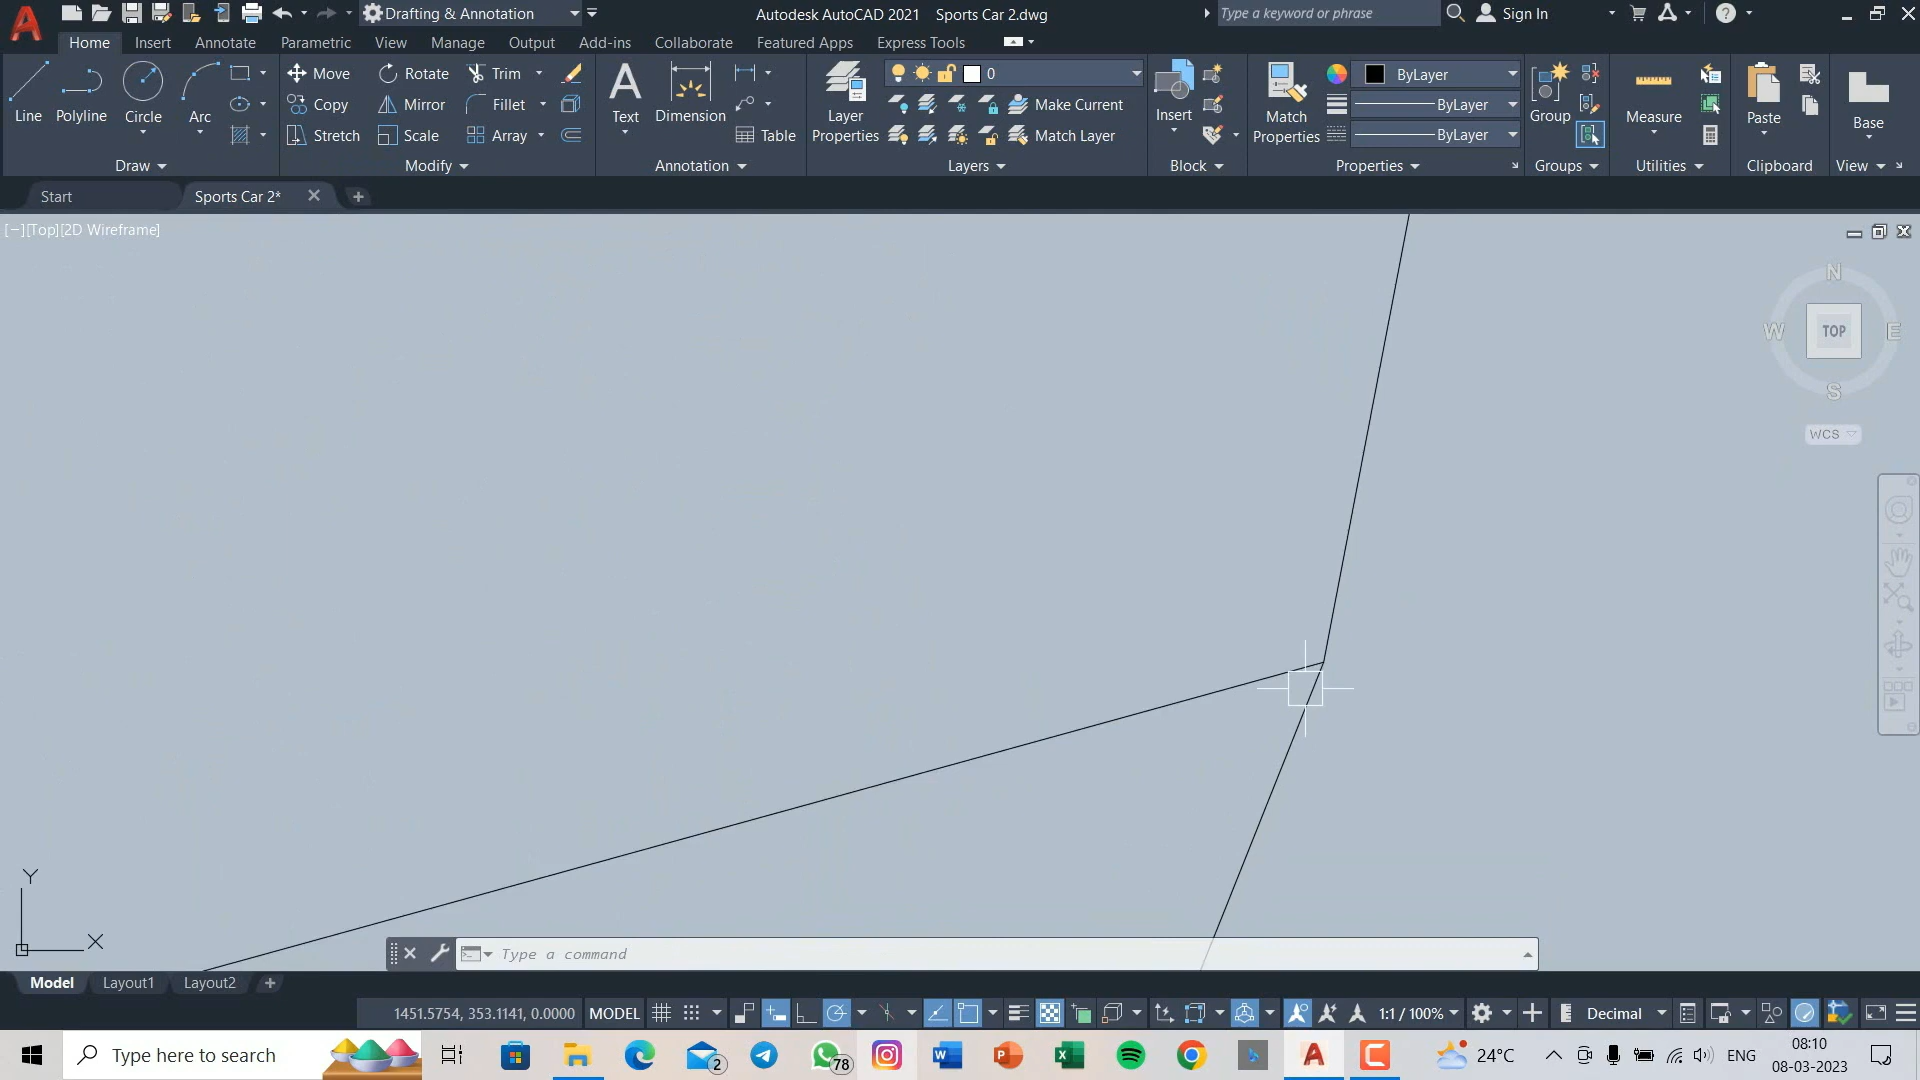 Drafting & Annotation
Autodesk AutoCAD 2021 Sports Car 2.dwg
Type a keyword or phrase
Sign In
Home Insert Annotate Parametric View Manage Output Add-ins Collaborate Featured Apps Express Tools
Line Polyline Circle Arc
Draw
Move Rotate Trim
Copy Mirror Fillet
Stretch Scale Array
Modify
Text Dimension Table
Annotation
Layer Properties
0
Make Current
Match Layer
Layers
Insert
Block
Match Properties
ByLayer
ByLayer
ByLayer
Properties
Group
Groups
Measure
Utilities
Paste
Clipboard
Base
View
Start Sports Car 2*
[−][Top][2D Wireframe]
N
W TOP E
S
WCS
Y
X
Type a command
Model Layout1 Layout2
1451.5754, 353.1141, 0.0000 MODEL 1:1 / 100% Decimal
Type here to search
2
78
24°C
ENG
08:10
08-03-2023